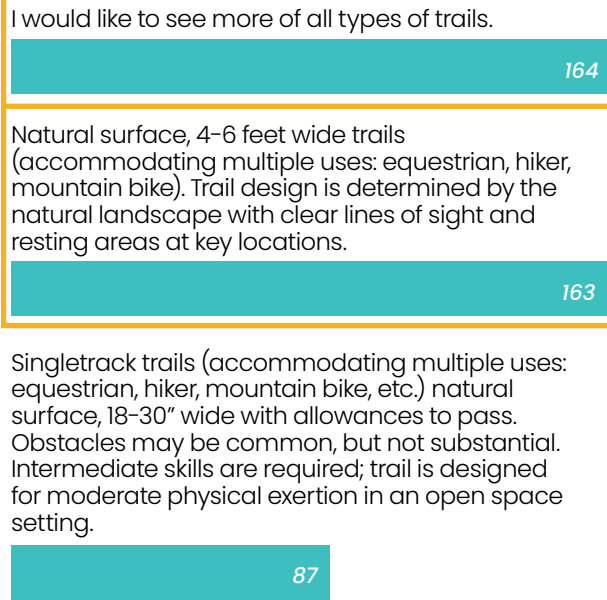 I would like to see more of all types of trails.
164
Natural surface, 4-6 feet wide trails
(accommodating multiple uses: equestrian, hiker,
mountain bike). Trail design is determined by the
natural landscape with clear lines of sight and
resting areas at key locations.
163
Singletrack trails (accommodating multiple uses:
equestrian, hiker, mountain bike, etc.) natural
surface, 18-30” wide with allowances to pass.
Obstacles may be common, but not substantial.
Intermediate skills are required; trail is designed
for moderate physical exertion in an open space
setting.
87